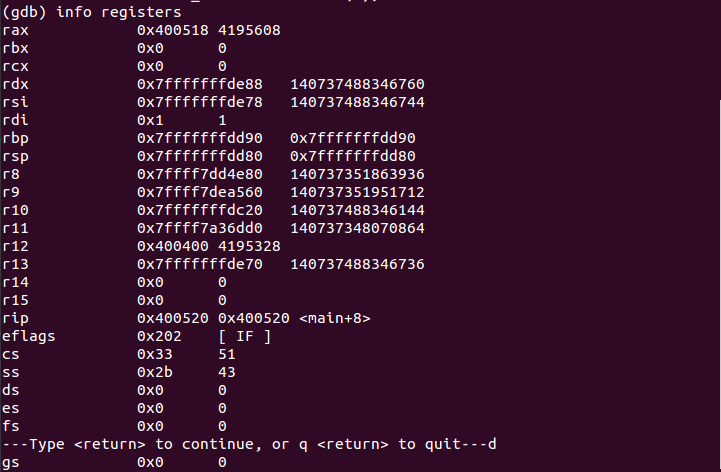 (gdb) info registers
rax 0x400518 4195608
rbx 0x0 0
rcx 0x0 0
rdx 0x7fffffffde88 140737488346760
rsi 0x7fffffffde78 140737488346744
rdi 0x1 1
rbp 0x7fffffffdd90 0x7fffffffdd90
rsp 0x7fffffffdd80 0x7fffffffdd80
r8 0x7ffff7dd4e80 140737351863936
r9 0x7ffff7dea560 140737351951712
r10 0x7fffffffdc20 140737488346144
r11 0x7ffff7a36dd0 140737348070864
r12 0x400400 4195328
r13 0x7fffffffde70 140737488346736
r14 0x0 0
r15 0x0 0
rip 0x400520 0x400520 <main+8>
eflags 0x202 [ IF ]
cs 0x33 51
ss 0x2b 43
ds 0x0 0
es 0x0 0
fs 0x0 0
---Type <return> to continue, or q <return> to quit---d
gs 0x0 0